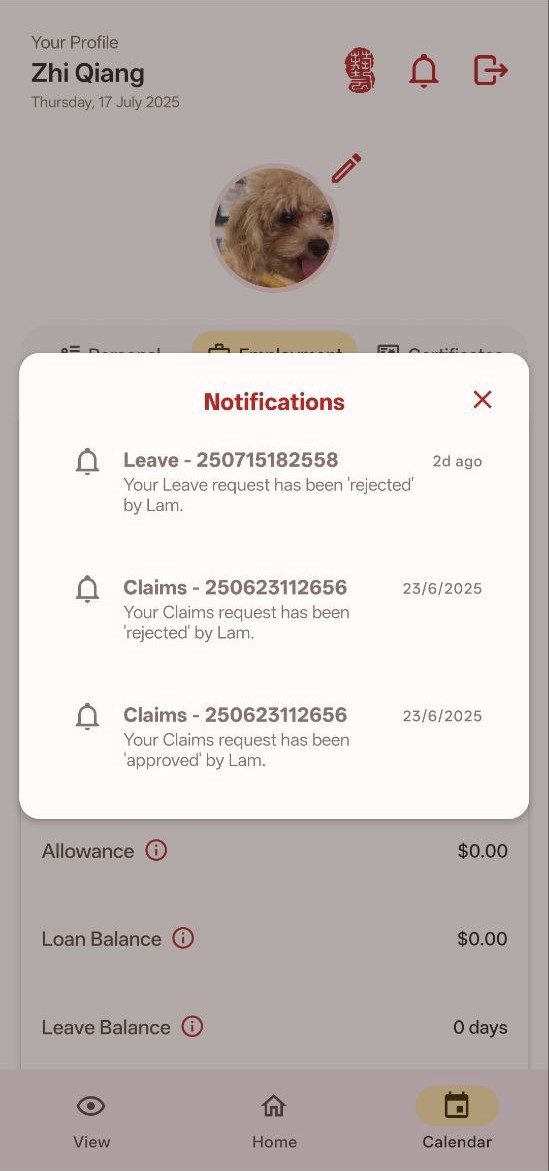 Your Profile
Zhi Qiang
Thursday, 17 July 2025
Notifications
Leave - 250715182558
2d ago
Your Leave request has been 'rejected'
by Lam.
Claims - 250623112656
23/6/2025
Your Claims request has been
'rejected' by Lam.
Claims - 250623112656
23/6/2025
Your Claims request has been
'approved' by Lam.
Allowance
$0.00
Loan Balance
$0.00
Leave Balance
0 days
View
Home
Calendar